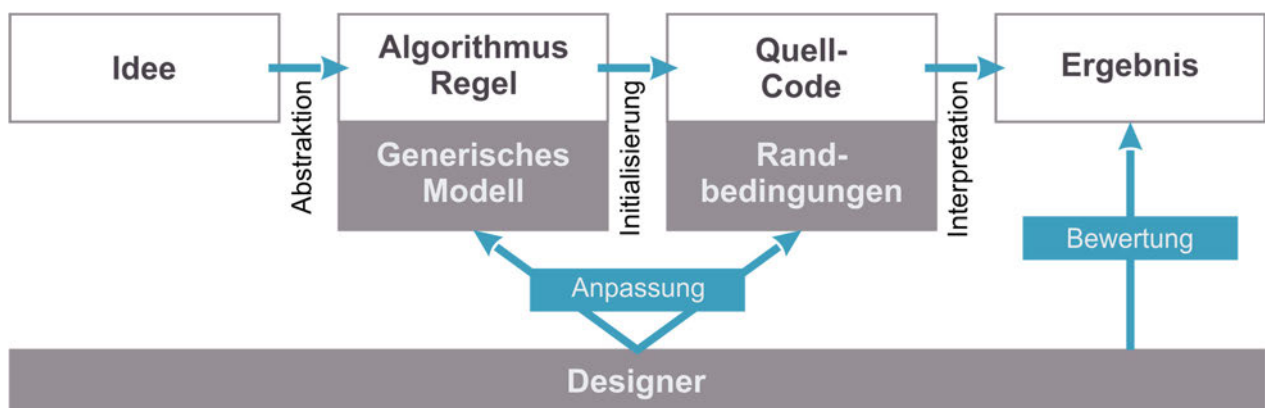 Idee
Abstraktion
Algorithmus
Regel
Generisches
Modell
Initialisierung
Quell-
Code
Rand-
bedingungen
Interpretation
Ergebnis
Anpassung
Bewertung
Designer